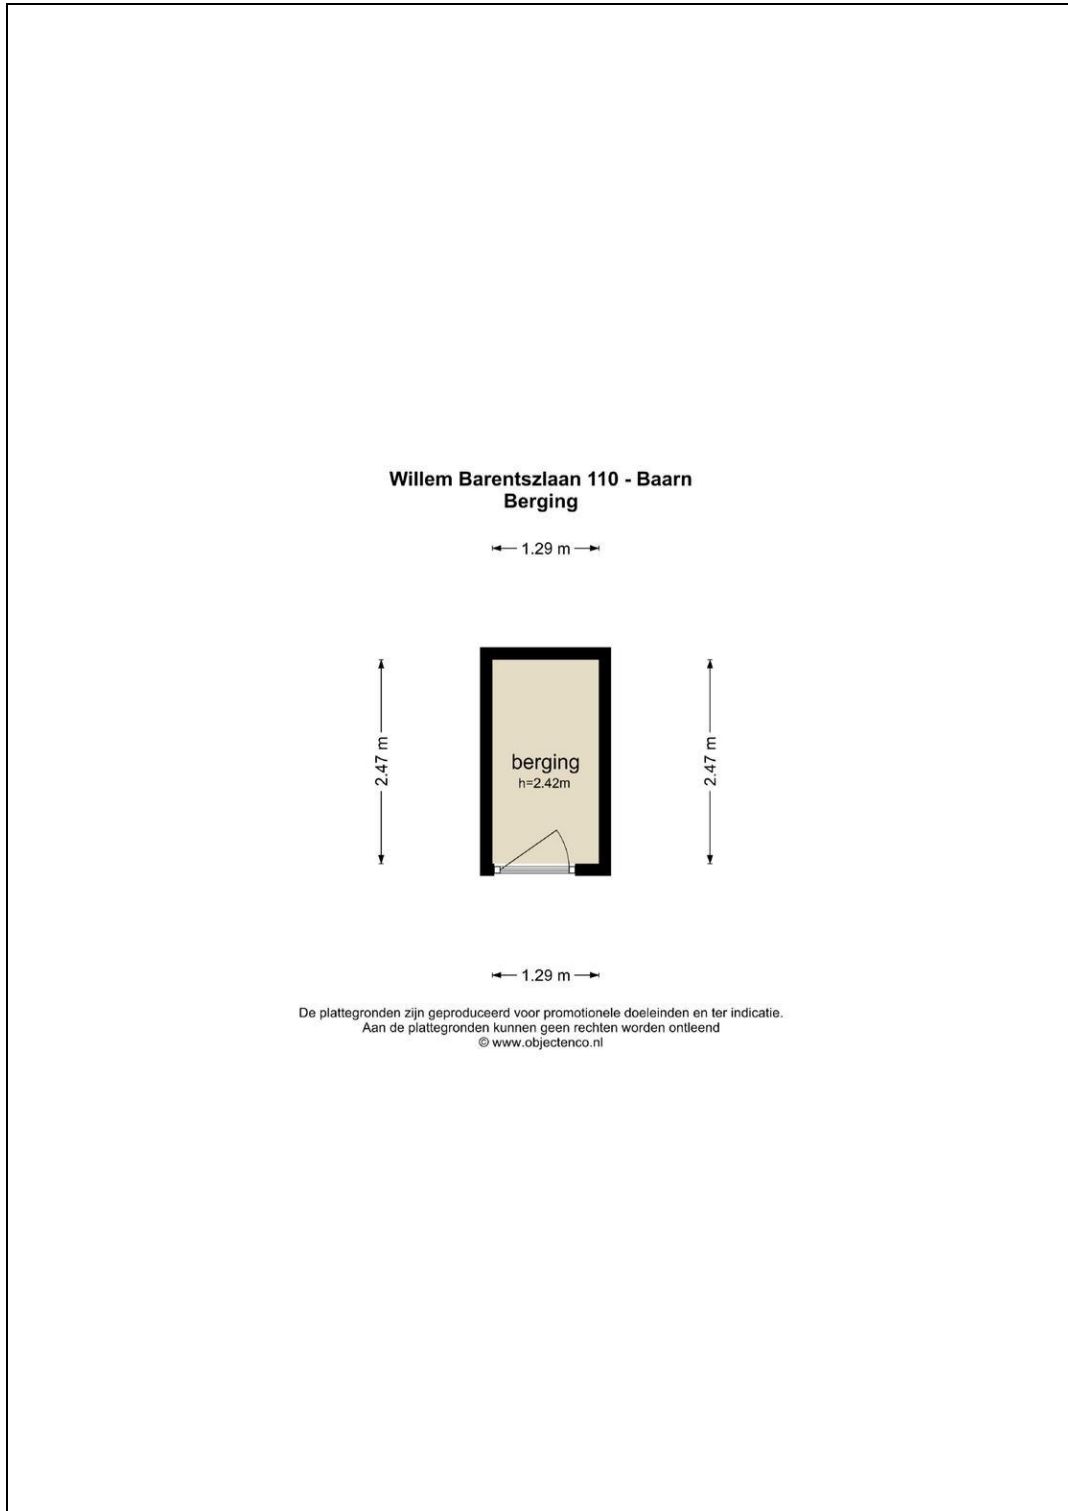 Willem Barentszlaan 110 - Baarn
Berging
1.29 m
2.47 m
2.47 m
berging
h=2.42m
1.29 m
De plattegronden zijn geproduceerd voor promotionele doeleinden en ter indicatie.
Aan de plattegronden kunnen geen rechten worden ontleend
© www.objectenco.nl